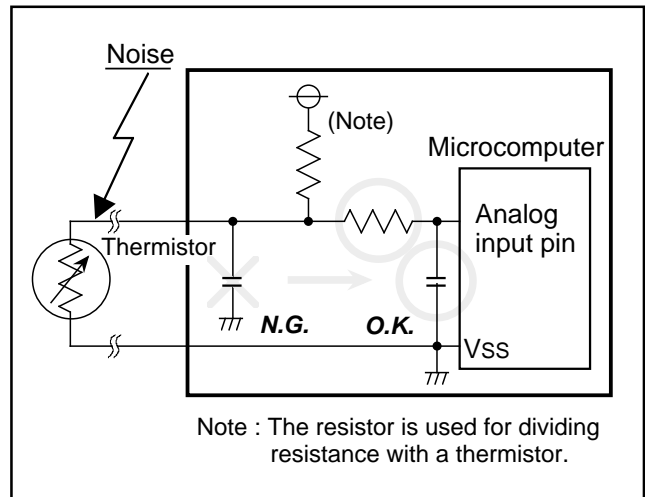 Noise
(Note)
Microcomputer
Analog
input pin
Thermistor
N.G.
O.K.
VSS
Note : The resistor is used for dividing
resistance with a thermistor.